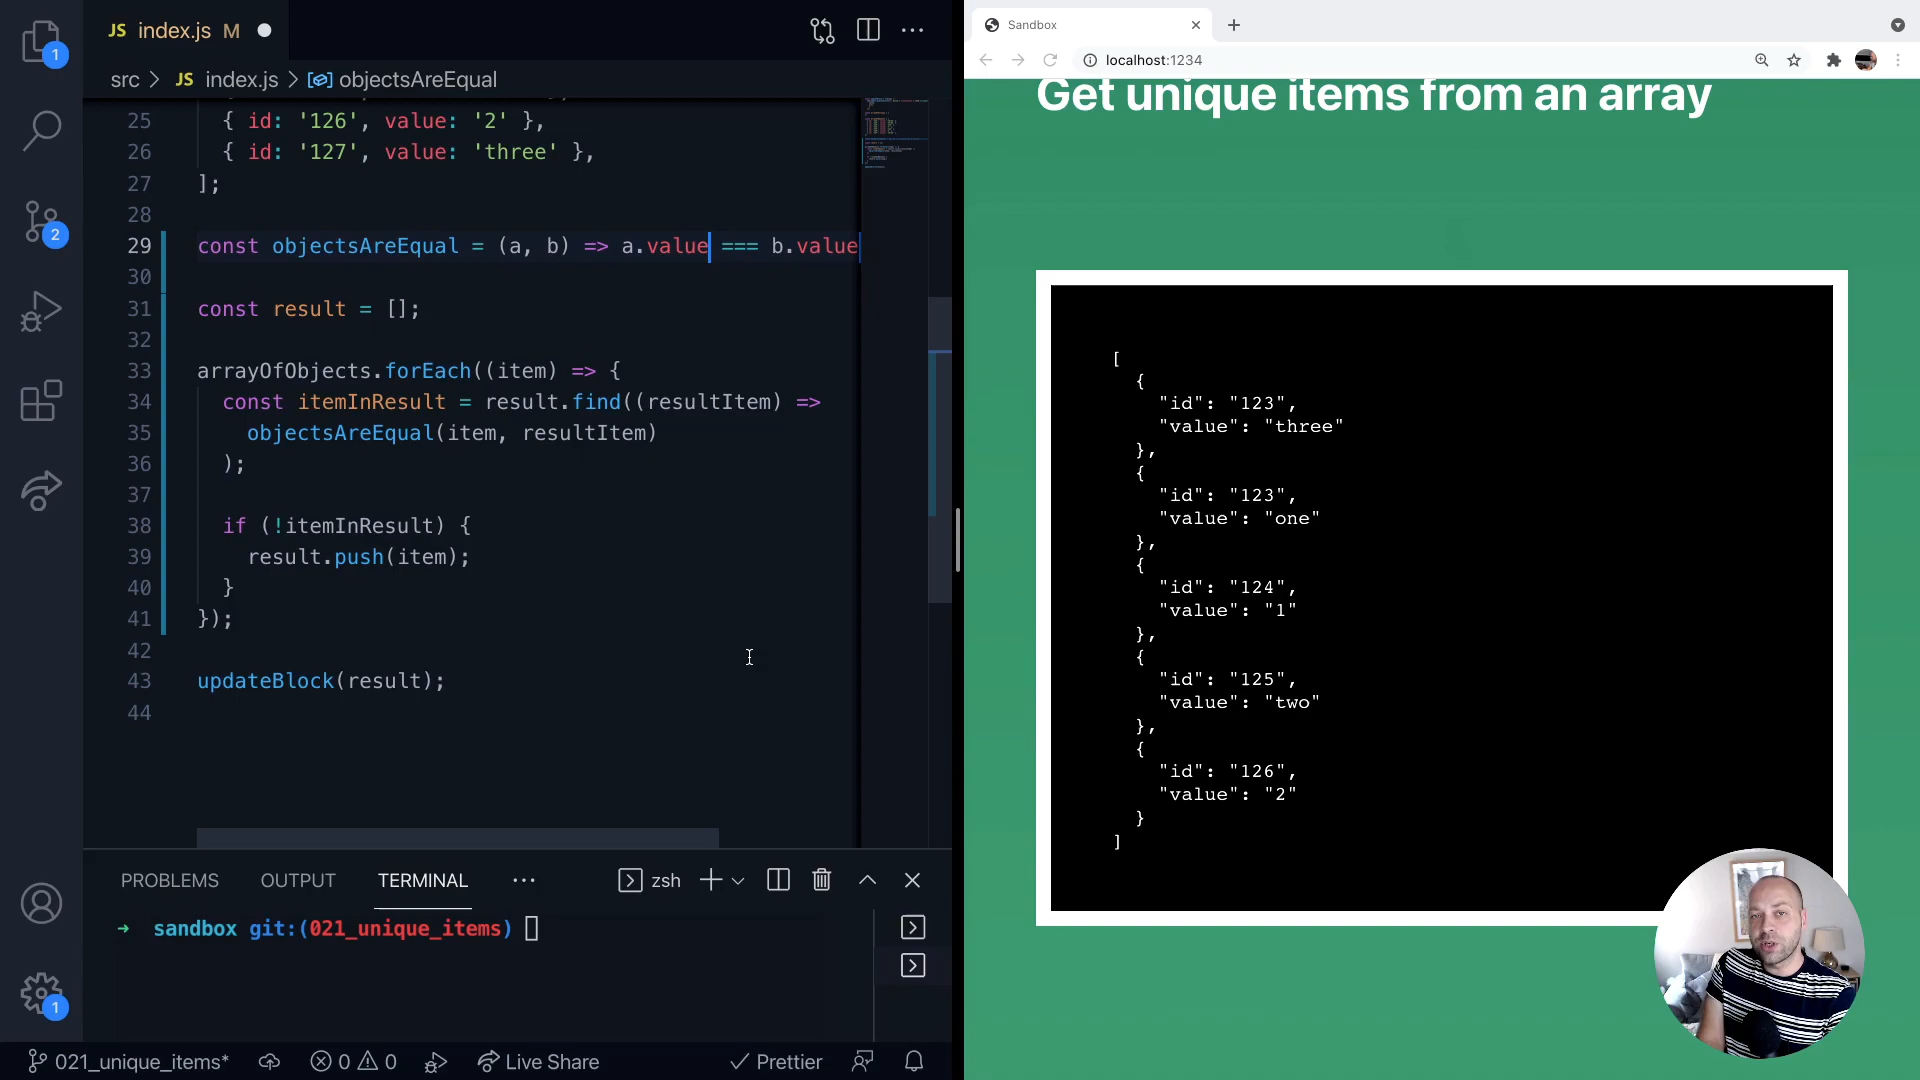 JS index.js M
src > JS index.js > objectsAreEqual
25 { id: '126', value: '2' },
26 { id: '127', value: 'three' },
27 ];
28
29 const objectsAreEqual = (a, b) => a.value === b.value
30
31 const result = [];
32
33 arrayOfObjects.forEach((item) => {
34 const itemInResult = result.find((resultItem) =>
35 objectsAreEqual(item, resultItem)
36 );
37
38 if (!itemInResult) {
39 result.push(item);
40 }
41 });
42
43 updateBlock(result);
44
1
2
1
PROBLEMS OUTPUT TERMINAL ... zsh
→ sandbox git:(021_unique_items)
021_unique_items* 0 0 Live Share Prettier
Sandbox
localhost:1234
Get unique items from an array
[
{
"id": "123",
"value": "three"
},
{
"id": "123",
"value": "one"
},
{
"id": "124",
"value": "1"
},
{
"id": "125",
"value": "two"
},
{
"id": "126",
"value": "2"
}
]